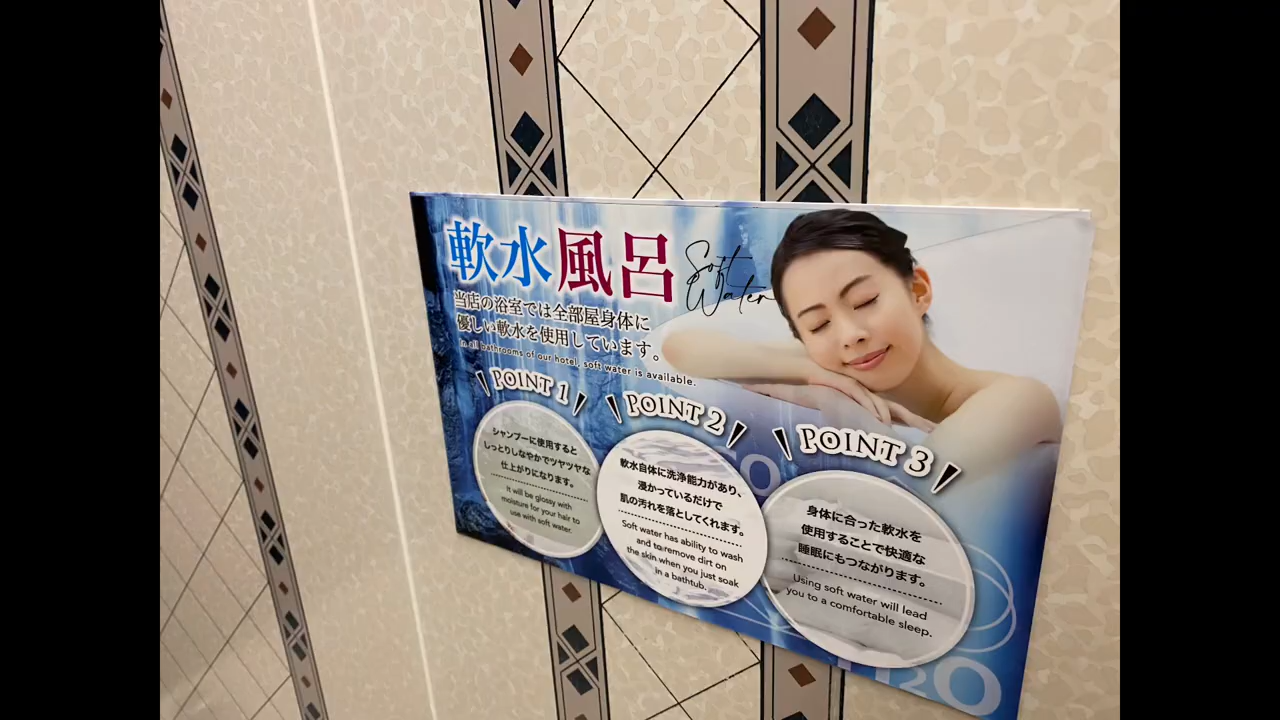 軟水風呂
Soft
Water
当店の浴室では全部屋身体に
優しい軟水を使用しています。
In all bathrooms of our hotel, soft water is available.
POINT 1
シャンプーに使用すると
しっとりしなやかでツヤツヤな
仕上がりになります。
It will be glossy with
moisture for your hair to
use with soft water.
POINT 2
軟水自体に洗浄能力があり、
浸かっているだけで
肌の汚れを落としてくれます。
Soft water has ability to wash
and to remove dirt on
the skin when you just soak
in a bathtub.
POINT 3
身体に合った軟水を
使用することで快適な
睡眠にもつながります。
Using soft water will lead
you to a comfortable sleep.
H2O